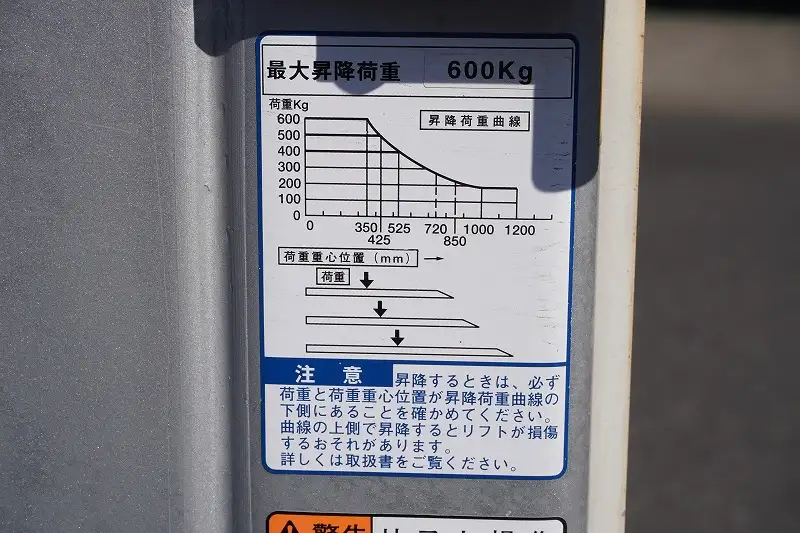 最大昇降荷重 600Kg
荷重Kg
昇降荷重曲線
600
500
400
300
200
100
0
0 350 525 720 1000 1200
425 850
荷重重心位置(mm)→
荷重
注意
昇降するときは、必ず
荷重と荷重重心位置が昇降荷重曲線の
下側にあることを確かめてください。
曲線の上側で昇降するとリフトが損傷
するおそれがあります。
詳しくは取扱書をご覧ください。
警告